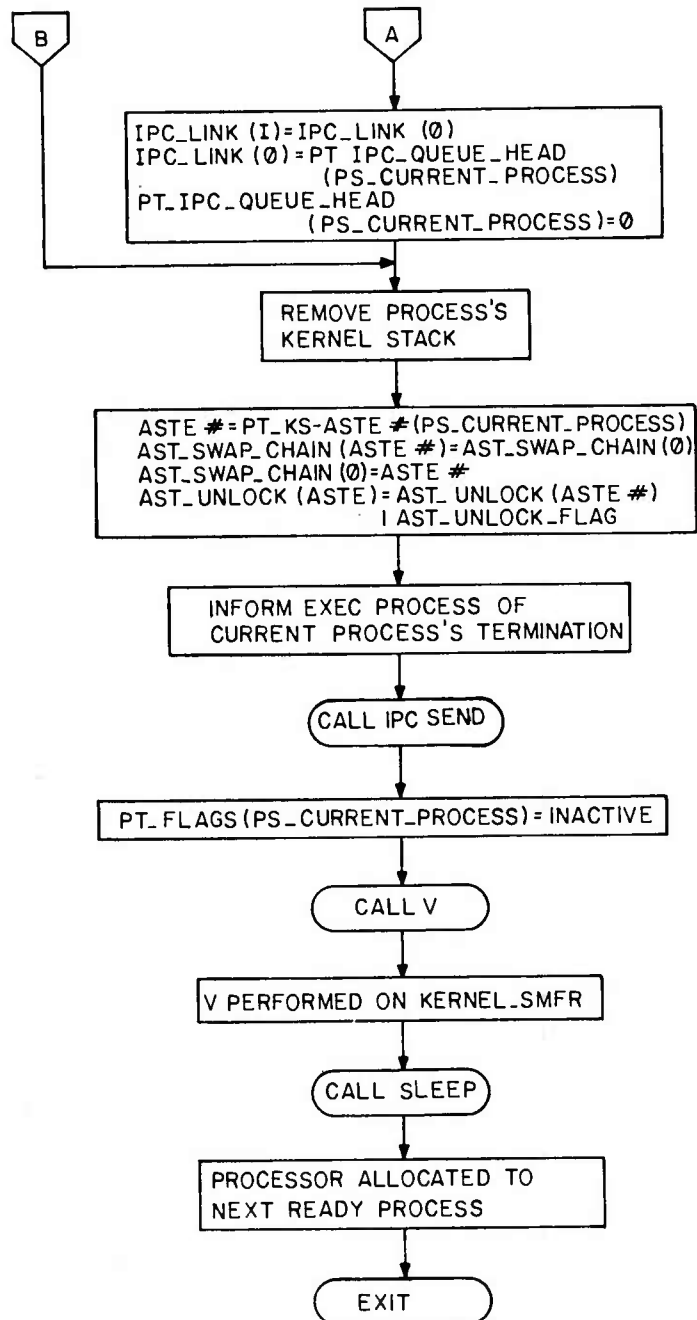 B
A
IPC_LINK (I)=IPC_LINK (0)
IPC_LINK (0)=PT IPC_QUEUE_HEAD
(PS_CURRENT_PROCESS)
PT_IPC_QUEUE_HEAD
(PS_CURRENT_PROCESS)=0
REMOVE PROCESS'S
KERNEL STACK
ASTE #=PT_KS-ASTE #(PS_CURRENT_PROCESS)
AST_SWAP_CHAIN (ASTE #)=AST_SWAP_CHAIN(0)
AST_SWAP_CHAIN (0)=ASTE #
AST_UNLOCK (ASTE)=AST_UNLOCK (ASTE #)
| AST_UNLOCK_FLAG
INFORM EXEC PROCESS OF
CURRENT PROCESS'S TERMINATION
CALL IPC SEND
PT_FLAGS (PS_CURRENT_PROCESS)=INACTIVE
CALL V
V PERFORMED ON KERNEL_SMFR
CALL SLEEP
PROCESSOR ALLOCATED TO
NEXT READY PROCESS
EXIT